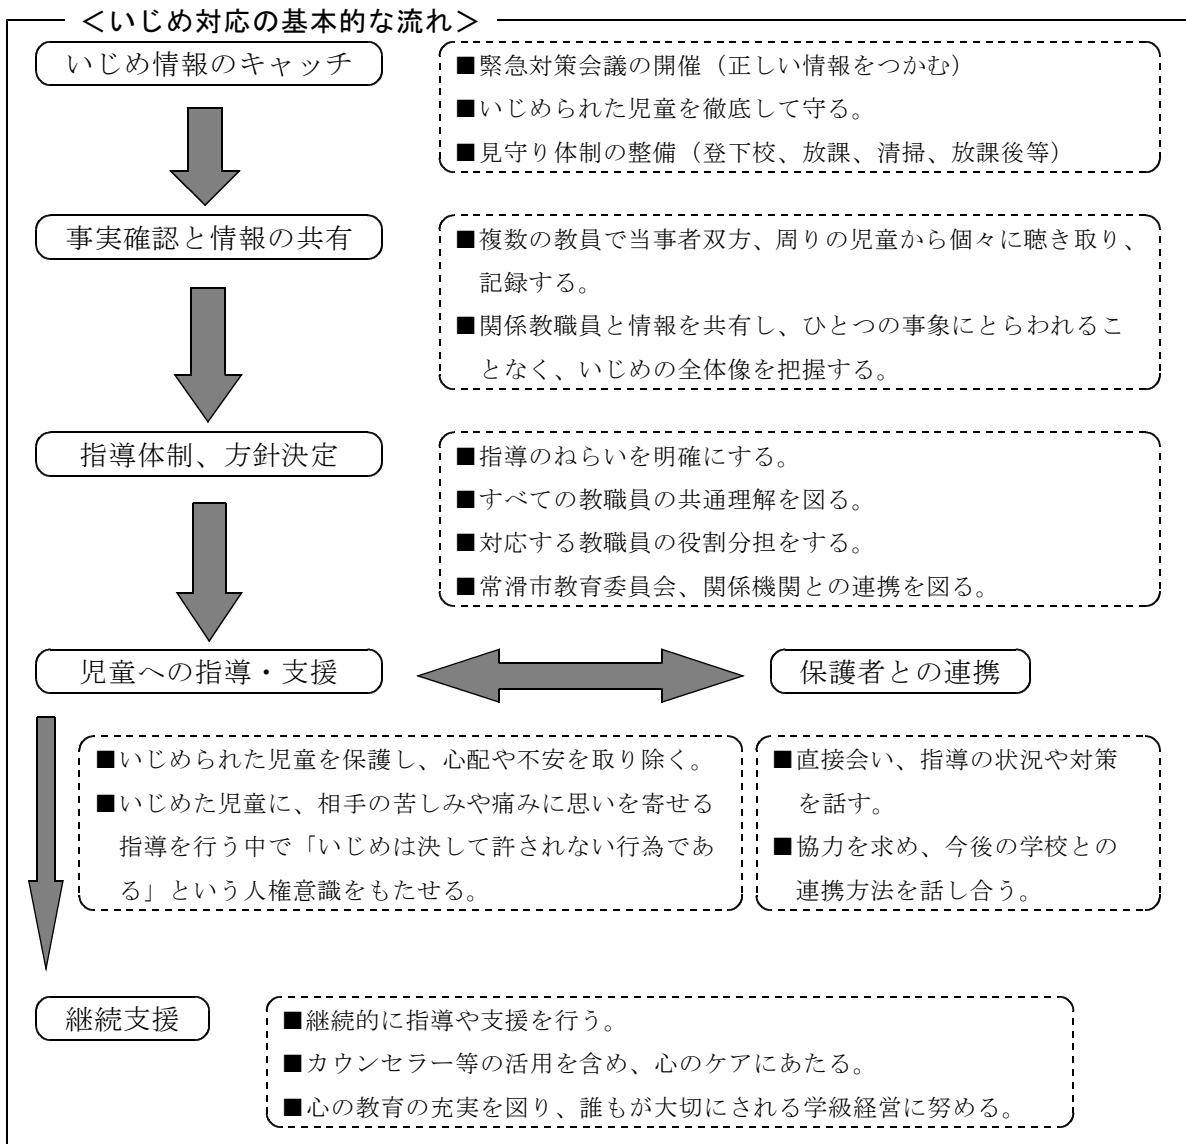 ＜いじめ対応の基本的な流れ＞
いじめ情報のキャッチ
■緊急対策会議の開催（正しい情報をつかむ）
■いじめられた児童を徹底して守る。
■見守り体制の整備（登下校、放課、清掃、放課後等）
事実確認と情報の共有
■複数の教員で当事者双方、周りの児童から個々に聴き取り、
記録する。
■関係教職員と情報を共有し、ひとつの事象にとらわれるこ
となく、いじめの全体像を把握する。
指導体制、方針決定
■指導のねらいを明確にする。
■すべての教職員の共通理解を図る。
■対応する教職員の役割分担をする。
■常滑市教育委員会、関係機関との連携を図る。
児童への指導・支援
保護者との連携
■いじめられた児童を保護し、心配や不安を取り除く。
■いじめた児童に、相手の苦しみや痛みに思いを寄せる
指導を行う中で「いじめは決して許されない行為であ
る」という人権意識をもたせる。
■直接会い、指導の状況や対策
を話す。
■協力を求め、今後の学校との
連携方法を話し合う。
継続支援
■継続的に指導や支援を行う。
■カウンセラー等の活用を含め、心のケアにあたる。
■心の教育の充実を図り、誰もが大切にされる学級経営に努める。